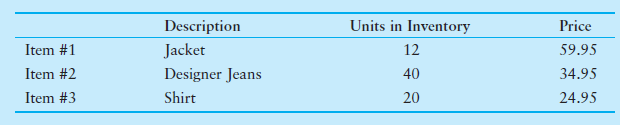 Description Units in Inventory Price
Item #1 Jacket 12 59.95
Item #2 Designer Jeans 40 34.95
Item #3 Shirt 20 24.95